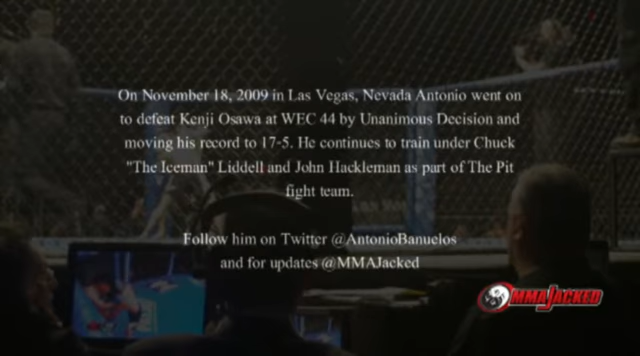 On November 18, 2009 in Las Vegas, Nevada Antonio went on
to defeat Kenji Osawa at WEC 44 by Unanimous Decision and
moving his record to 17-5. He continues to train under Chuck
"The Iceman" Liddell and John Hackleman as part of The Pit
fight team.
Follow him on Twitter @AntonioBanuelos
and for updates @MMAJacked
MMAJACKED